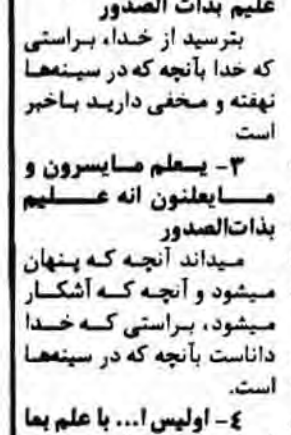 علیم بذات الصدور
بترسید از خدا، براستی
که خدا بآنچه که در سینه‌ها
نهفته و مخفی دارید باخبر
است
۳- یعلم مایسرون و
مایعلنون انه علیم
بذات‌الصدور
میداند آنچه که پنهان
میشود و آنچه که آشکار
میشود، براستی که خدا
داناست بآنچه که در سینه‌ها
است.
٤- اولیس ا... با علم بما